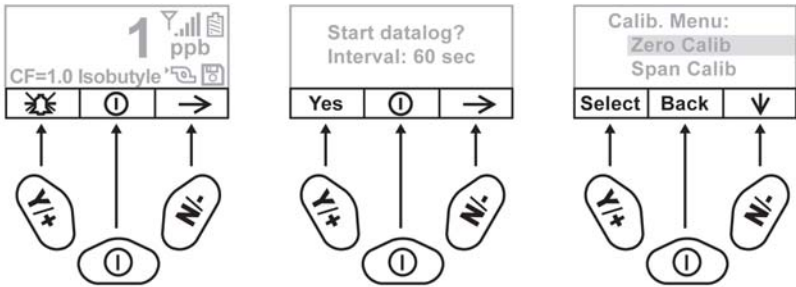 1
ppb
CF=1.0 Isobutyle
Start datalog?
Interval: 60 sec
Yes
Calib. Menu:
Zero Calib
Span Calib
Select Back
Y/+
N/-
Y/+
N/-
Y/+
N/-